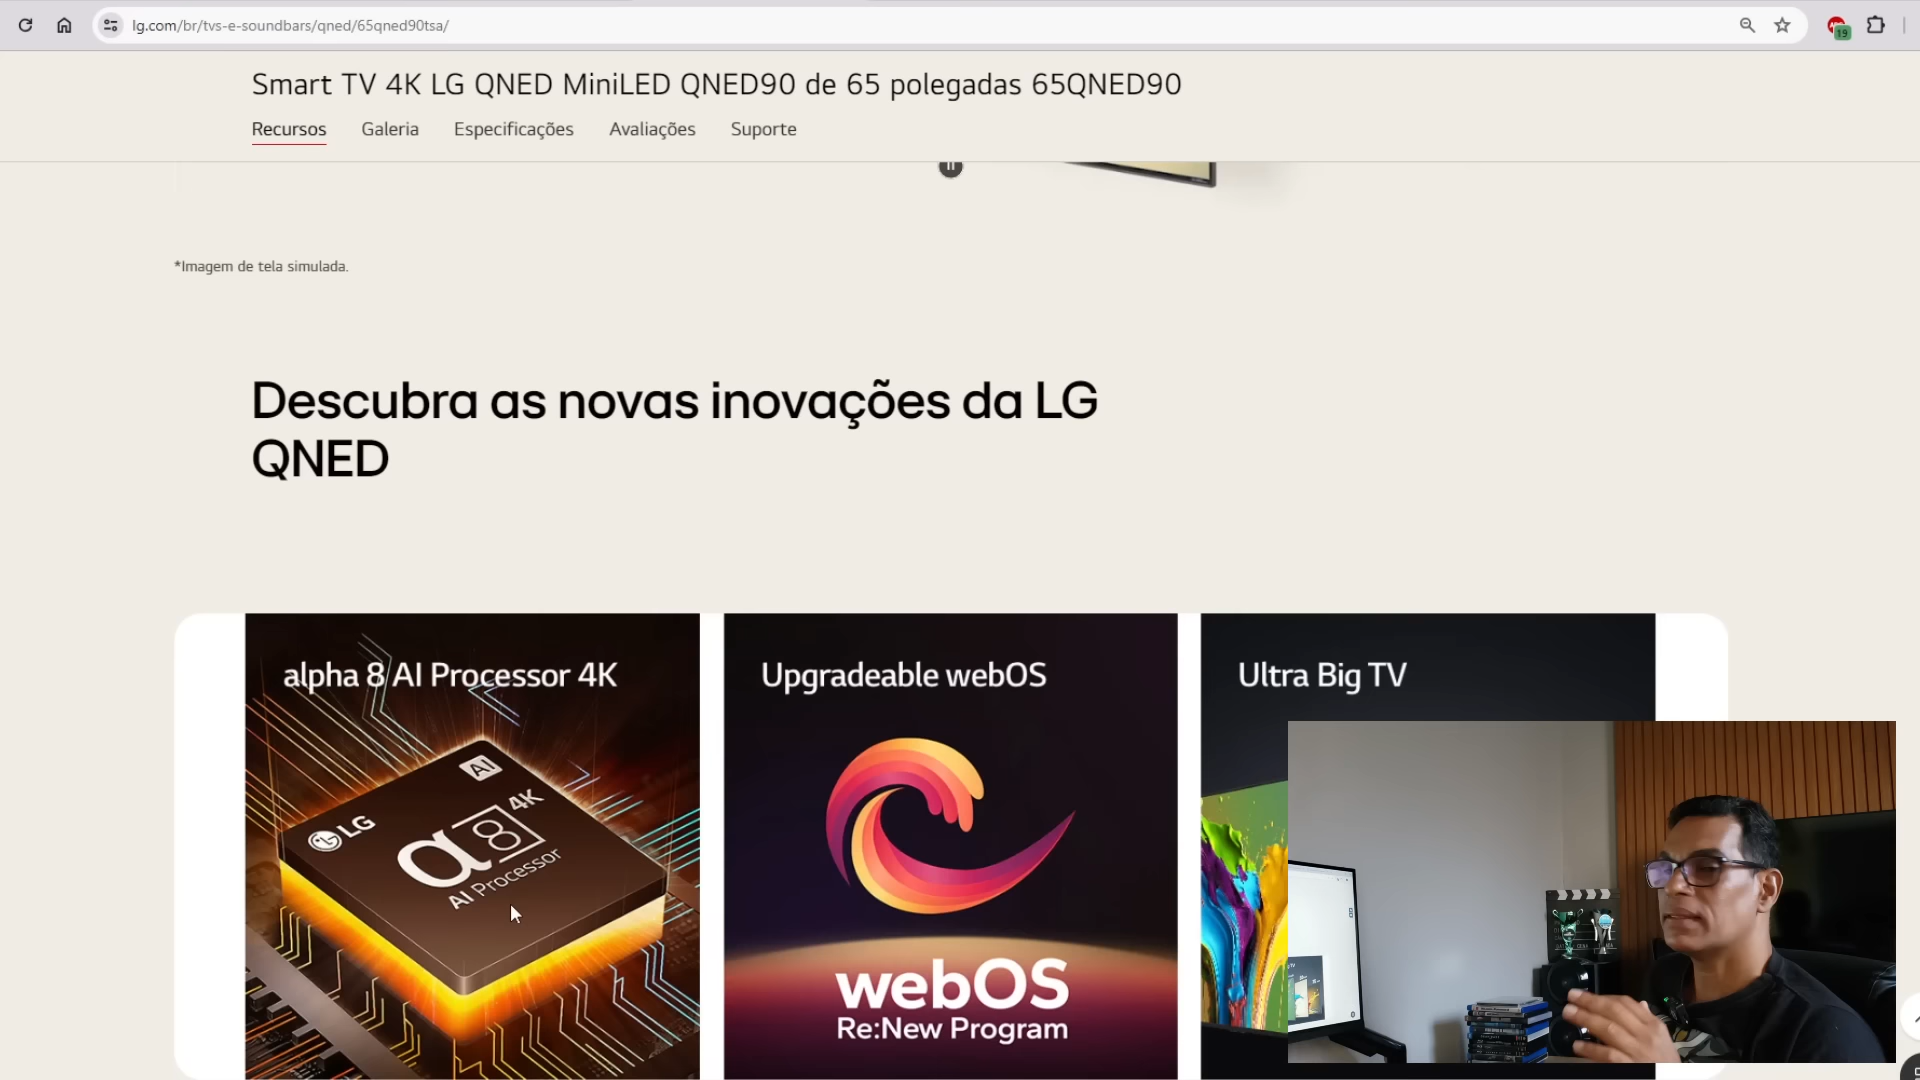 lg.com/br/tvs-e-soundbars/qned/65qned90tsa/
19
Smart TV 4K LG QNED MiniLED QNED90 de 65 polegadas 65QNED90
Recursos Galeria Especificações Avaliações Suporte
*Imagem de tela simulada.
Descubra as novas inovações da LG
QNED
alpha 8 AI Processor 4K
Upgradeable webOS
Ultra Big TV
AI
LG
α8 4K
AI Processor
webOS
Re:New Program